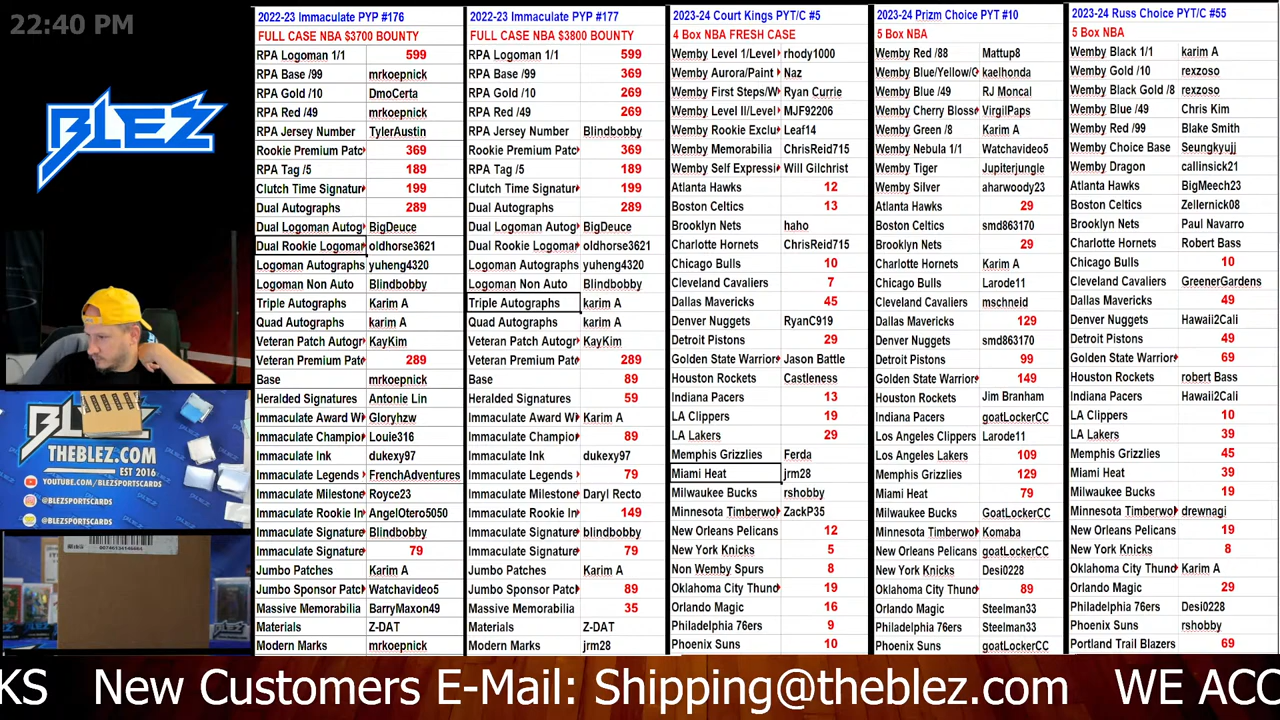 22:40 PM
BLEZ
BLEZ
THEBLEZ.COM
EST 2016
YOUTUBE.COM/BLEZSPORTSCARDS
@BLEZSPORTSCARDS
@BLEZSPORTSCARDS
2022-23 Immaculate PYP #176
FULL CASE NBA $3700 BOUNTY
RPA Logoman 1/1 599
RPA Base /99 mrkoepnick
RPA Gold /10 DmoCerta
RPA Red /49 mrkoepnick
RPA Jersey Number TylerAustin
Rookie Premium Patc 369
RPA Tag /5 189
Clutch Time Signatur 199
Dual Autographs 289
Dual Logoman Autog BigDeuce
Dual Rookie Logoma oldhorse3621
Logoman Autographs yuheng4320
Logoman Non Auto Blindbobby
Triple Autographs Karim A
Quad Autographs karim A
Veteran Patch Autogr KayKim
Veteran Premium Pat 289
Base mrkoepnick
Heralded Signatures Antonie Lin
Immaculate Award W Gloryhzw
Immaculate Champio Louie316
Immaculate Ink dukexy97
Immaculate Legends FrenchAdventures
Immaculate Milestone Royce23
Immaculate Rookie In AngelOtero5050
Immaculate Signature Blindbobby
Immaculate Signature 79
Jumbo Patches Karim A
Jumbo Sponsor Patc Watchavideo5
Massive Memorabilia BarryMaxon49
Materials Z-DAT
Modern Marks mrkoepnick
2022-23 Immaculate PYP #177
FULL CASE NBA $3800 BOUNTY
RPA Logoman 1/1 599
RPA Base /99 369
RPA Gold /10 269
RPA Red /49 269
RPA Jersey Number Blindbobby
Rookie Premium Patc 369
RPA Tag /5 189
Clutch Time Signatur 199
Dual Autographs 289
Dual Logoman Autog BigDeuce
Dual Rookie Logoma oldhorse3621
Logoman Autographs yuheng4320
Logoman Non Auto Blindbobby
Triple Autographs karim A
Quad Autographs karim A
Veteran Patch Autogr KayKim
Veteran Premium Pat 289
Base 89
Heralded Signatures 59
Immaculate Award Wi Karim A
Immaculate Champio 89
Immaculate Ink dukexy97
Immaculate Legends 79
Immaculate Milestone Daryl Recto
Immaculate Rookie In 149
Immaculate Signature blindbobby
Immaculate Signature 79
Jumbo Patches Karim A
Jumbo Sponsor Patc 89
Massive Memorabilia 35
Materials Z-DAT
Modern Marks jrm28
2023-24 Court Kings PYT/C #5
4 Box NBA FRESH CASE
Wemby Level 1/Level rhody1000
Wemby Aurora/Paint Naz
Wemby First Steps/W Ryan Currie
Wemby Level II/Level MJF92206
Wemby Rookie Exclu Leaf14
Wemby Memorabilia ChrisReid715
Wemby Self Expressi Will Gilchrist
Atlanta Hawks 12
Boston Celtics 13
Brooklyn Nets haho
Charlotte Hornets ChrisReid715
Chicago Bulls 10
Cleveland Cavaliers 7
Dallas Mavericks 45
Denver Nuggets RyanC919
Detroit Pistons 29
Golden State Warrior Jason Battle
Houston Rockets Castleness
Indiana Pacers 13
LA Clippers 19
LA Lakers 29
Memphis Grizzlies Ferda
Miami Heat jrm28
Milwaukee Bucks rshobby
Minnesota Timberwo ZackP35
New Orleans Pelicans 12
New York Knicks 5
Non Wemby Spurs 8
Oklahoma City Thund 19
Orlando Magic 16
Philadelphia 76ers 9
Phoenix Suns 10
2023-24 Prizm Choice PYT #10
5 Box NBA
Wemby Red /88 Mattup8
Wemby Blue/Yellow/G kaelhonda
Wemby Blue /49 RJ Moncal
Wemby Cherry Blosso VirgilPaps
Wemby Green /8 Karim A
Wemby Nebula 1/1 Watchavideo5
Wemby Tiger Jupiterjungle
Wemby Silver aharwoody23
Atlanta Hawks 29
Boston Celtics smd863170
Brooklyn Nets 29
Charlotte Hornets Karim A
Chicago Bulls Larode11
Cleveland Cavaliers mschneid
Dallas Mavericks 129
Denver Nuggets smd863170
Detroit Pistons 99
Golden State Warrior 149
Houston Rockets Jim Branham
Indiana Pacers goatLockerCC
Los Angeles Clippers Larode11
Los Angeles Lakers 109
Memphis Grizzlies 129
Miami Heat 79
Milwaukee Bucks GoatLockerCC
Minnesota Timberwo Komaba
New Orleans Pelicans goatLockerCC
New York Knicks Desi0228
Oklahoma City Thund 89
Orlando Magic Steelman33
Philadelphia 76ers Steelman33
Phoenix Suns goatLockerCC
2023-24 Russ Choice PYT/C #55
5 Box NBA
Wemby Black 1/1 karim A
Wemby Gold /10 rexzoso
Wemby Black Gold /8 rexzoso
Wemby Blue /49 Chris Kim
Wemby Red /99 Blake Smith
Wemby Choice Base Seungkyujj
Wemby Dragon callinsick21
Atlanta Hawks BigMeech23
Boston Celtics Zellernick08
Brooklyn Nets Paul Navarro
Charlotte Hornets Robert Bass
Chicago Bulls 10
Cleveland Cavaliers GreenerGardens
Dallas Mavericks 49
Denver Nuggets Hawaii2Cali
Detroit Pistons 49
Golden State Warrior 69
Houston Rockets robert Bass
Indiana Pacers Hawaii2Cali
LA Clippers 10
LA Lakers 39
Memphis Grizzlies 45
Miami Heat 39
Milwaukee Bucks 19
Minnesota Timberwo drewnagi
New Orleans Pelicans 19
New York Knicks 8
Oklahoma City Thund Karim A
Orlando Magic 29
Philadelphia 76ers Desi0228
Phoenix Suns rshobby
Portland Trail Blazers 69
KS New Customers E-Mail: Shipping@theblez.com WE ACC